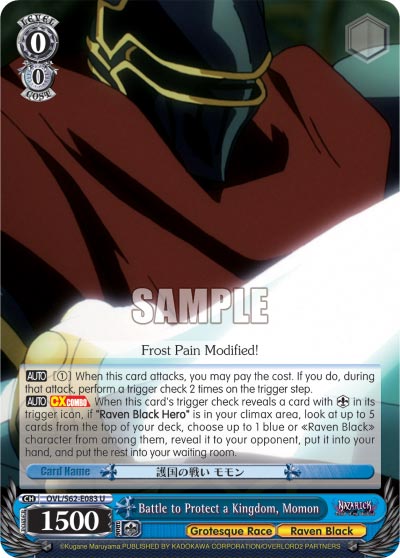 LEVEL
0
0
COST
SAMPLE
Frost Pain Modified!
AUTO [①] When this card attacks, you may pay the cost. If you do, during
that attack, perform a trigger check 2 times on the trigger step.
AUTO CX COMBO When this card's trigger check reveals a card with in its
trigger icon, if "Raven Black Hero" is in your climax area, look at up to 5
cards from the top of your deck, choose up to 1 blue or «Raven Black»
character from among them, reveal it to your opponent, put it into your
hand, and put the rest into your waiting room.
Card Name 護国の戦い モモン
CH OVL/S62-E083 U
Battle to Protect a Kingdom, Momon
NAZARICK
POWER 1500 SOUL
Grotesque Race Raven Black
©Kugane Maruyama,PUBLISHED BY KADOKAWA CORPORATION/OVERLORD2 PARTNERS